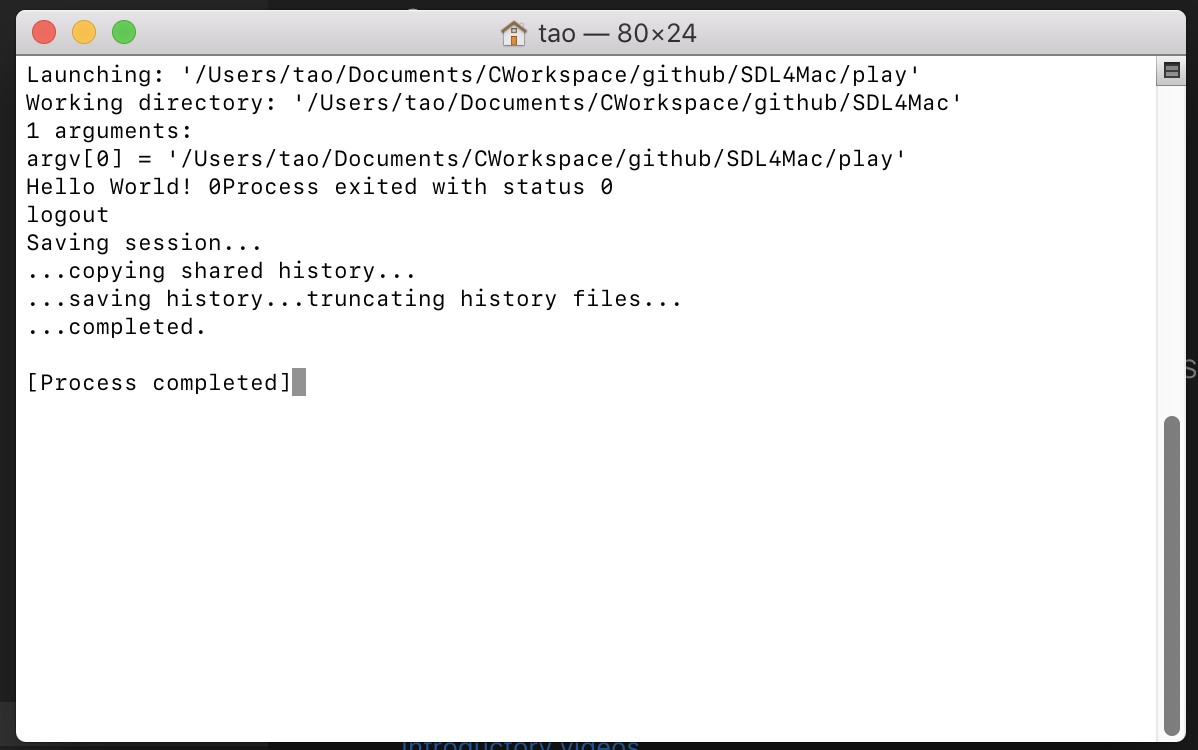 tao — 80×24
Launching: '/Users/tao/Documents/CWorkspace/github/SDL4Mac/play'
Working directory: '/Users/tao/Documents/CWorkspace/github/SDL4Mac'
1 arguments:
argv[0] = '/Users/tao/Documents/CWorkspace/github/SDL4Mac/play'
Hello World! 0Process exited with status 0
logout
Saving session...
...copying shared history...
...saving history...truncating history files...
...completed.
[Process completed]
Introductory videos